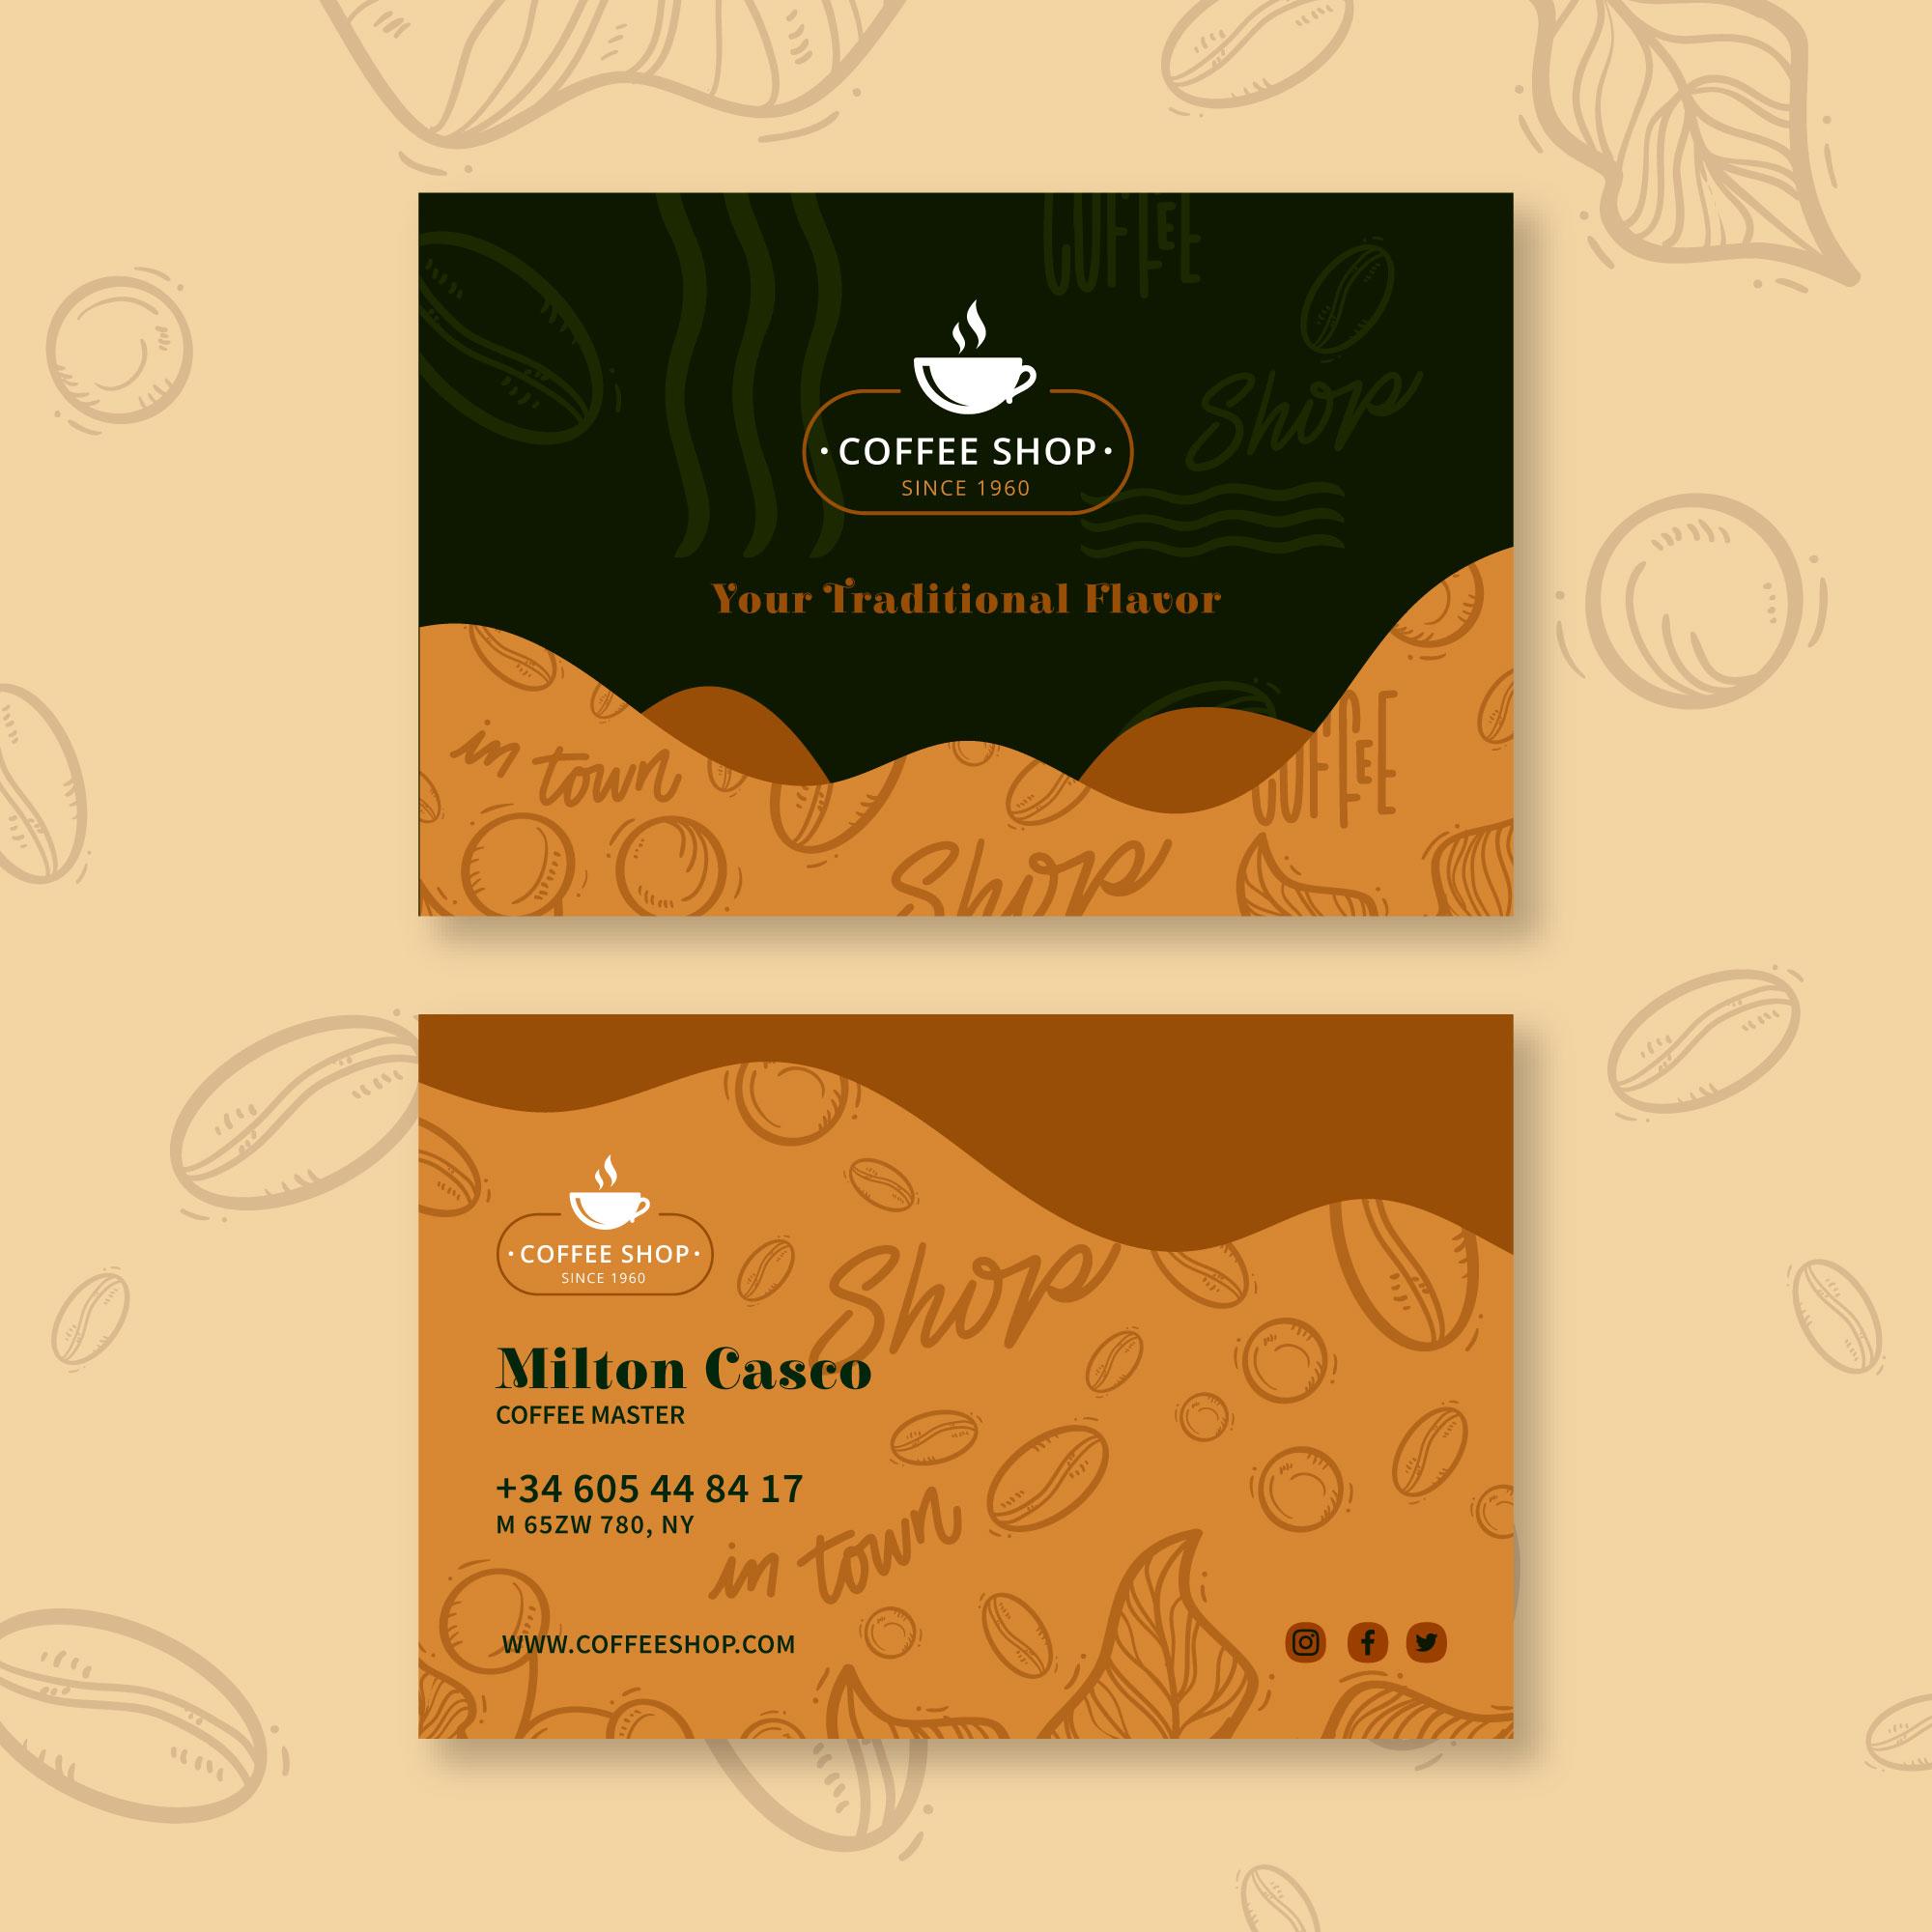 COFFEE
Shop
· COFFEE SHOP ·
SINCE 1960
Your Traditional Flavor
in town
COFFEE
Shop
· COFFEE SHOP ·
SINCE 1960
Shop
Milton Casco
COFFEE MASTER
+34 605 44 84 17
M 65ZW 780, NY
in town
WWW.COFFEESHOP.COM